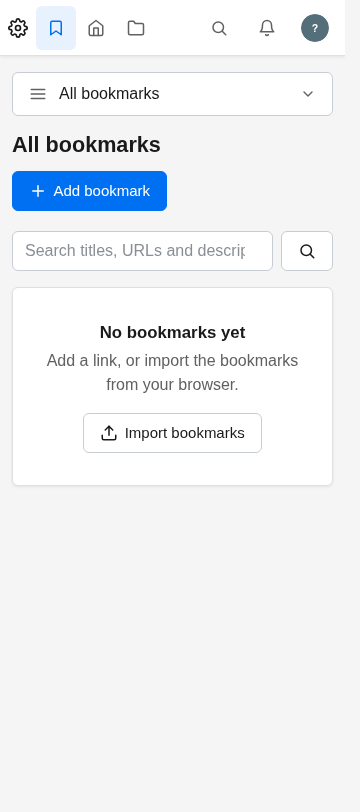 ?
All bookmarks
All bookmarks
Add bookmark
Search titles, URLs and descrip
No bookmarks yet
Add a link, or import the bookmarks
from your browser.
Import bookmarks